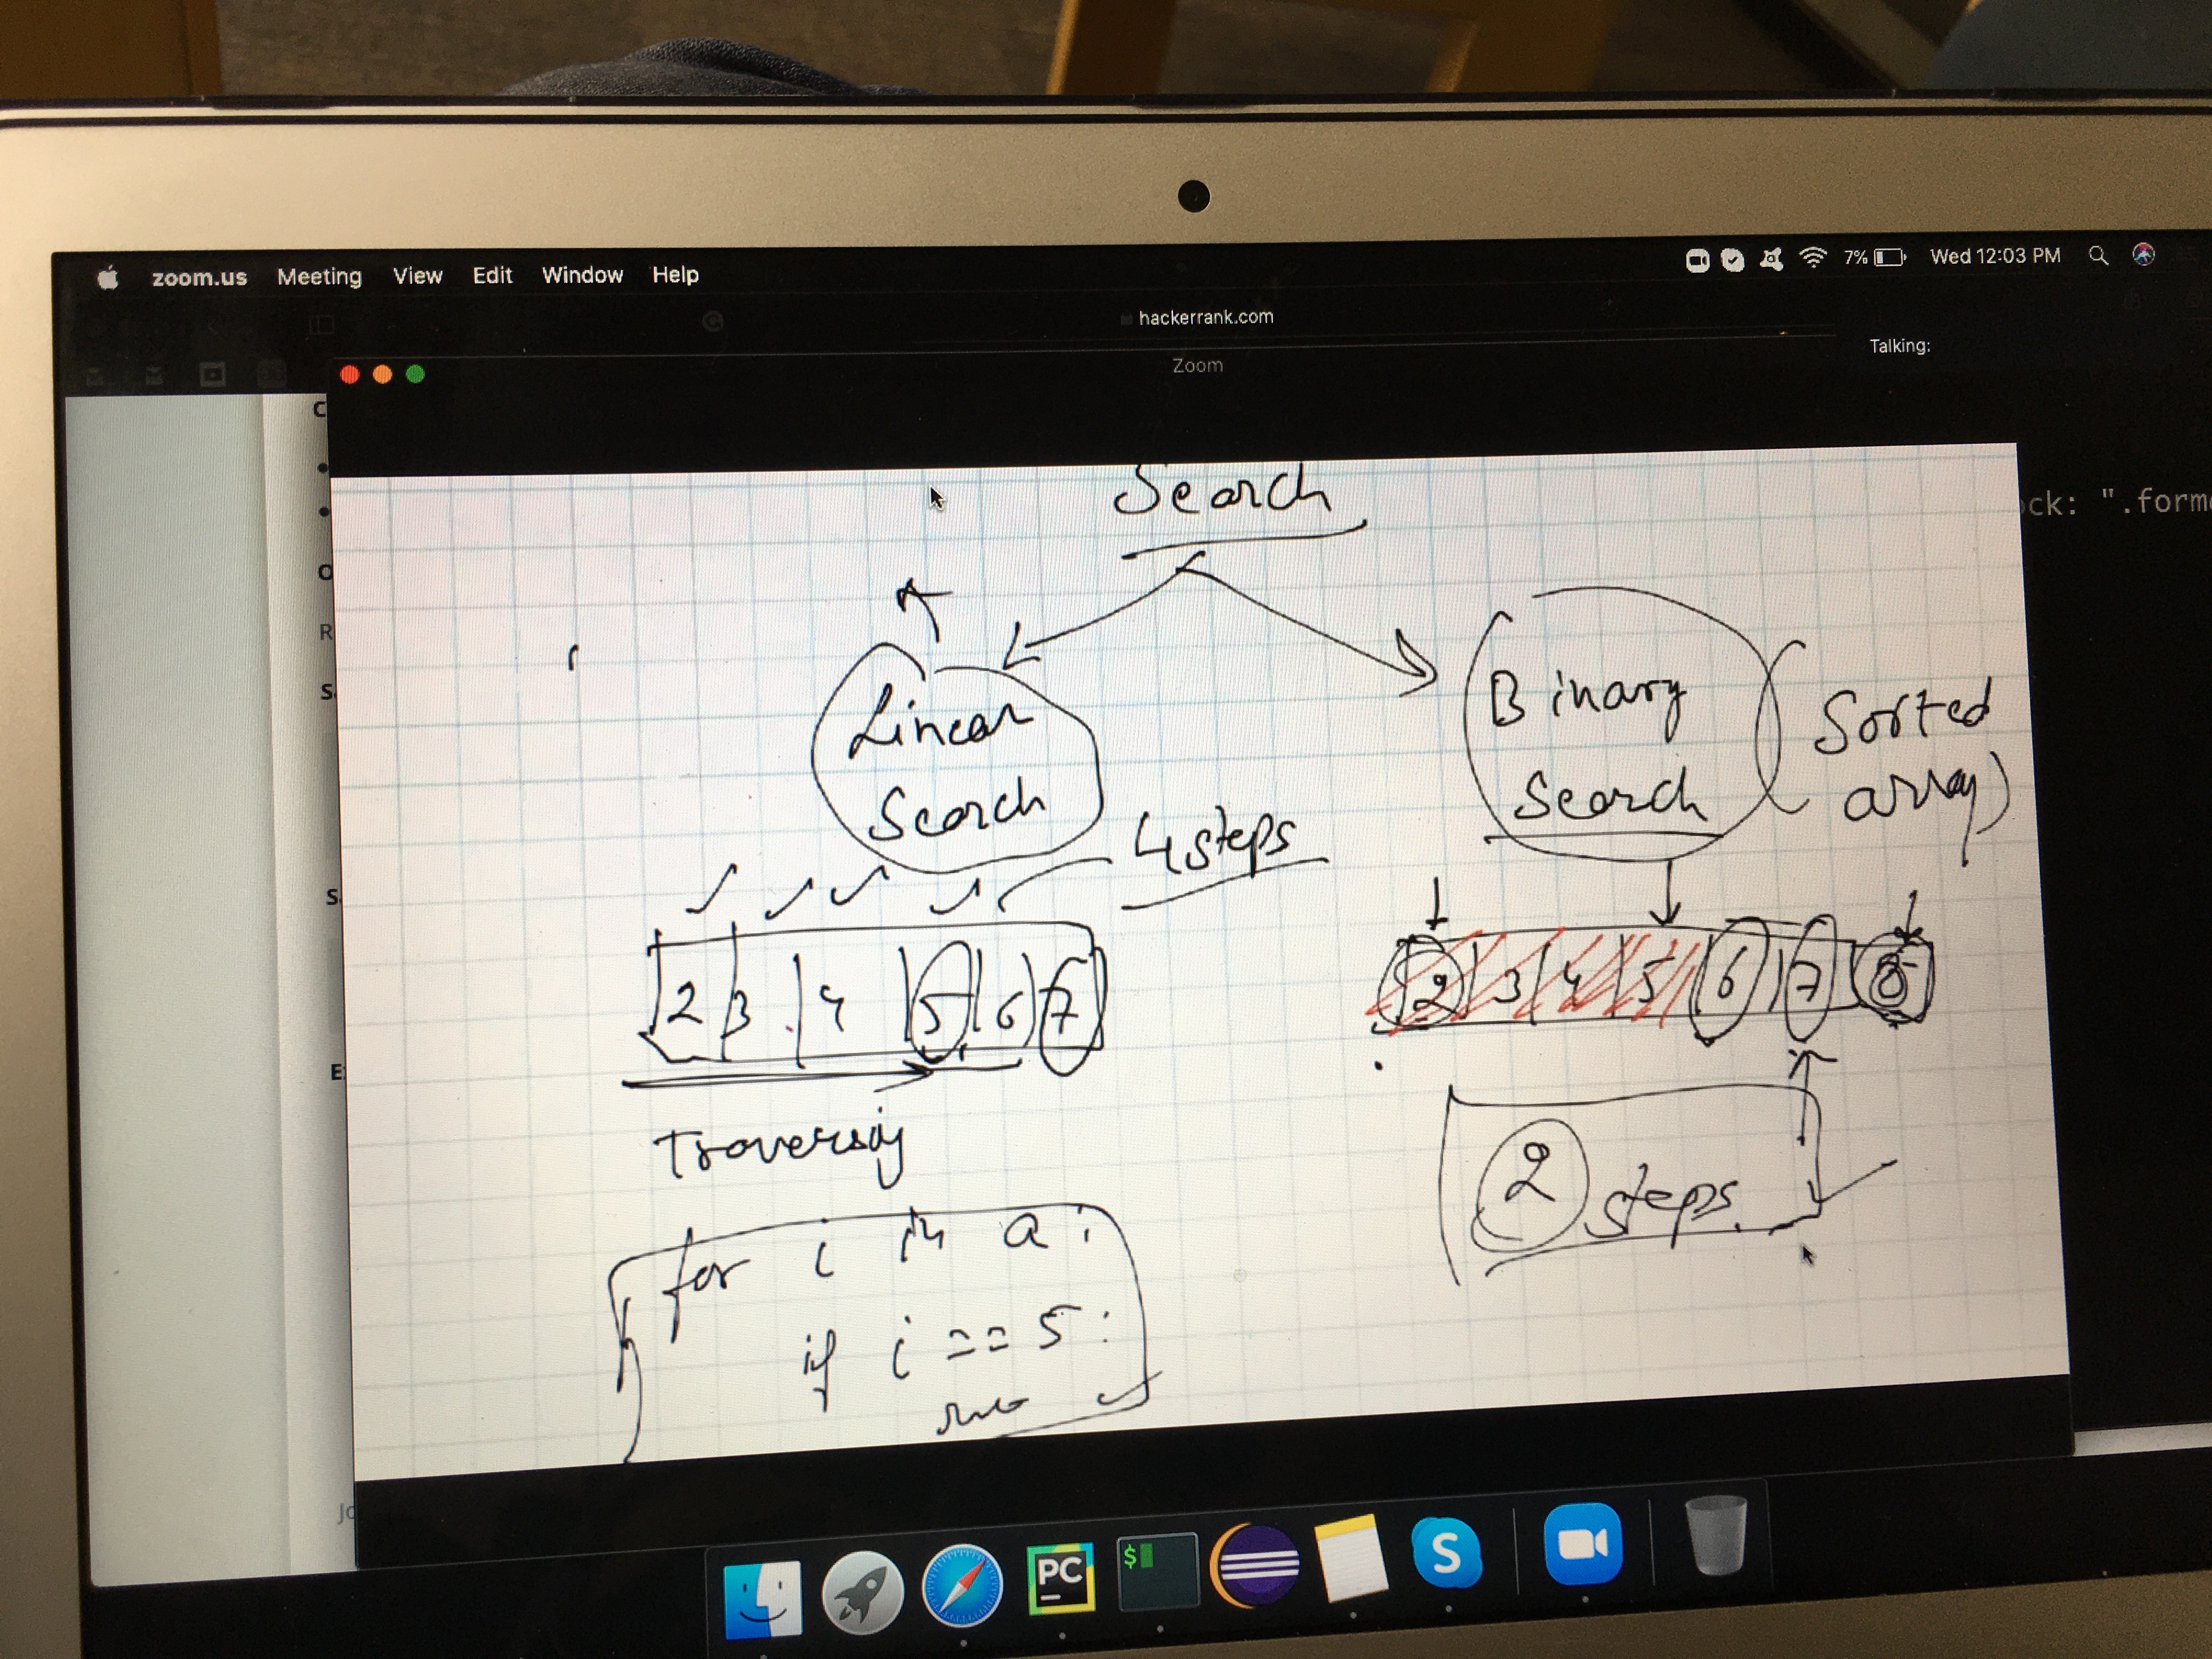 zoom.us Meeting View Edit Window Help 7% Wed 12:03 PM
hackerrank.com
Talking:
Zoom
C
ck: ".form
O
R
S
S
E
Jo
Search
Linear
Search
4 steps
2 3 4 5 6 7
Traversig
for i in a:
if i == 5:
Binary
Search
(Sorted
array)
2 3 4 5 6 7 8
2 steps.
PC
$
S